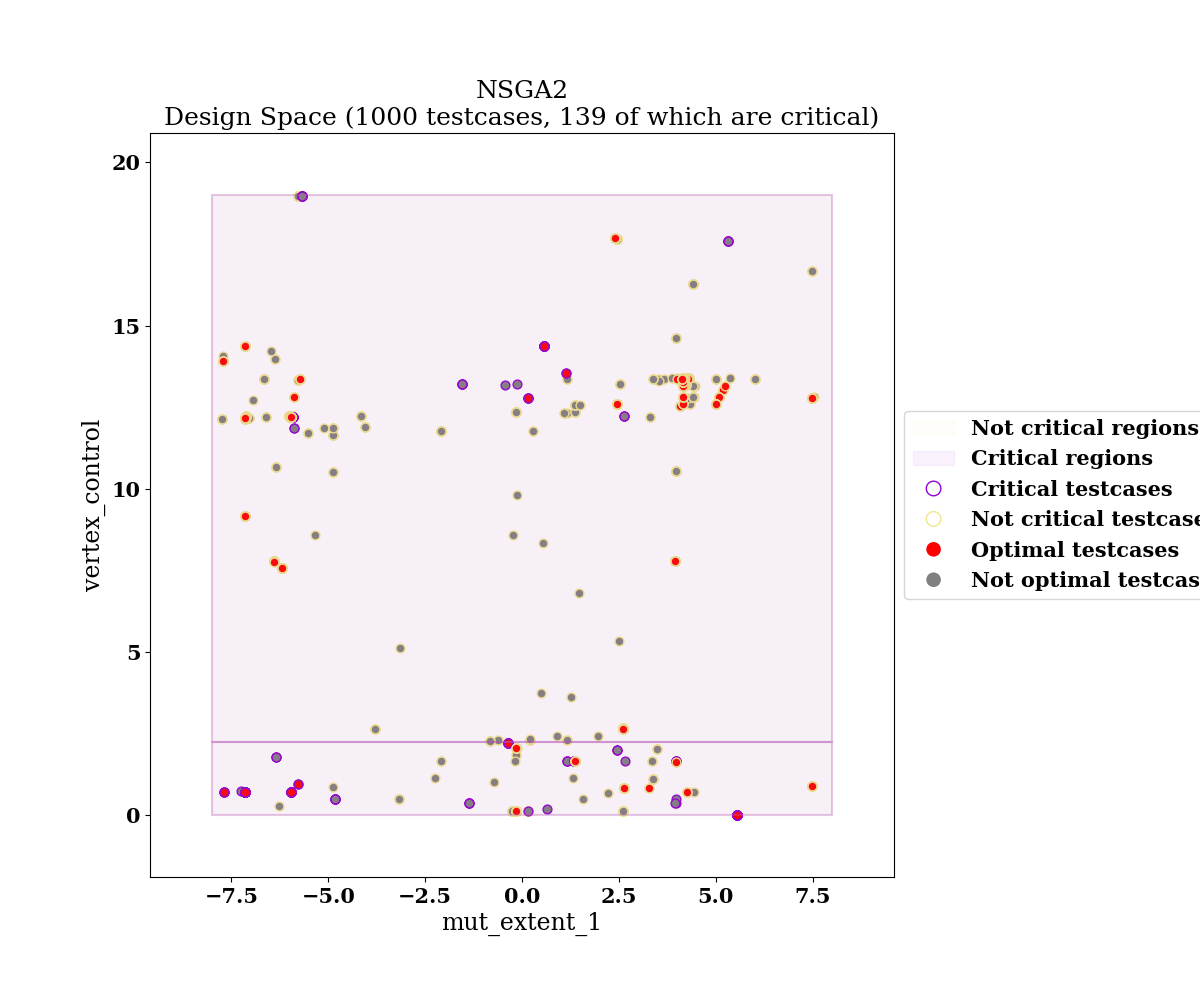 NSGA2
Design Space (1000 testcases, 139 of which are critical)
20
15
10
5
0
vertex_control
−7.5 −5.0 −2.5 0.0 2.5 5.0 7.5
mut_extent_1
Not critical regions
Critical regions
Critical testcases
Not critical testcase
Optimal testcases
Not optimal testcas